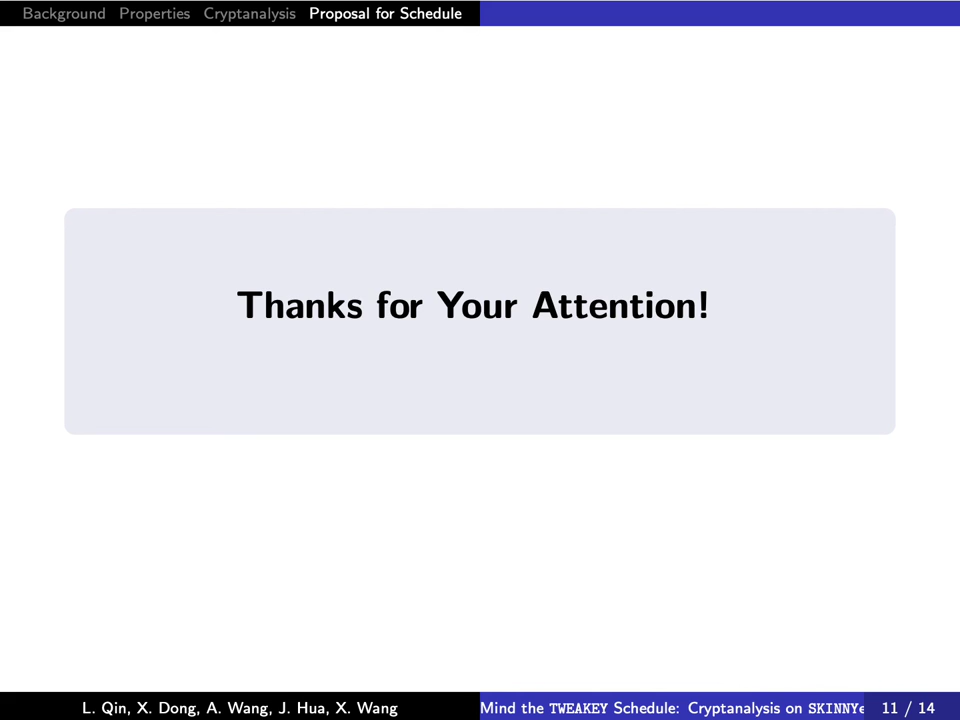 Background Properties Cryptanalysis Proposal for Schedule
Thanks for Your Attention!
L. Qin, X. Dong, A. Wang, J. Hua, X. Wang Mind the TWEAKEY Schedule: Cryptanalysis on SKINNYe 11 / 14